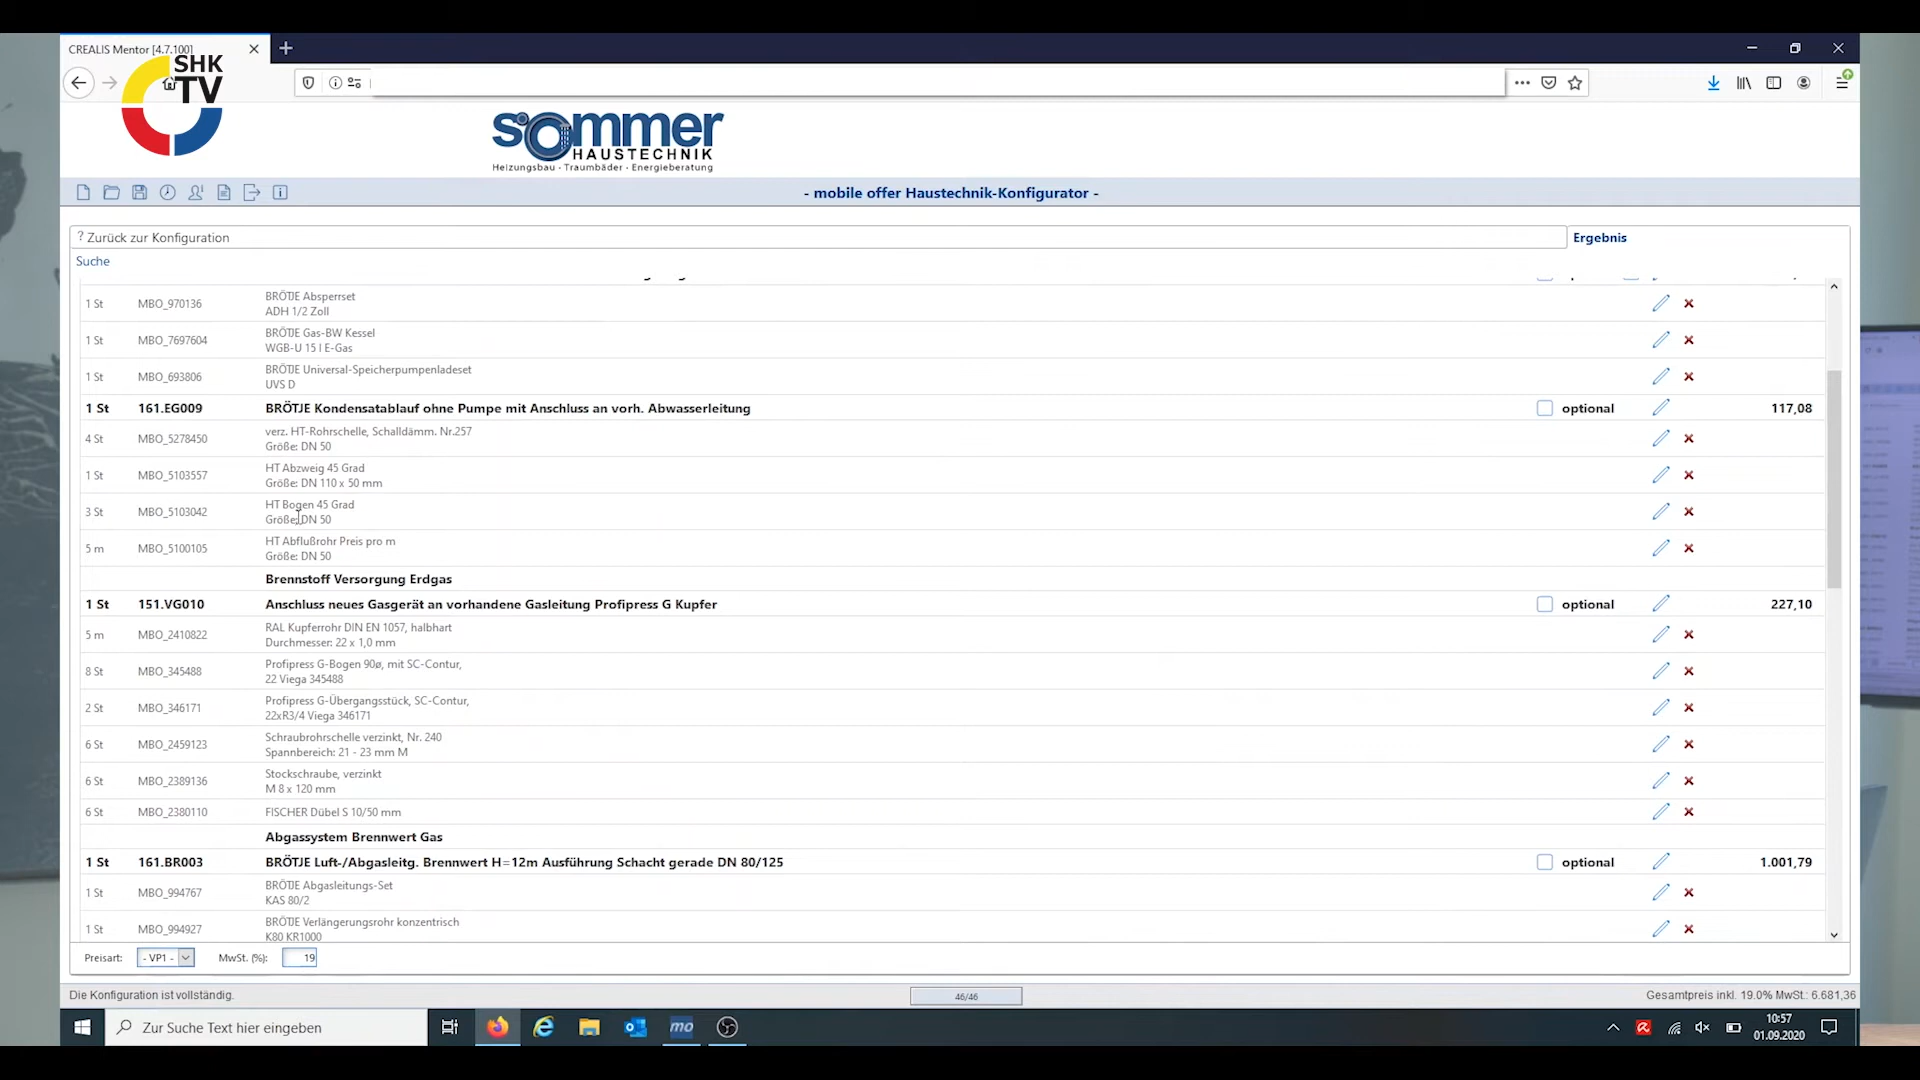 CREALIS Mentor [4.7.100]
SHK
TV
sommer
HAUSTECHNIK
Heizungsbau - Traumbäder - Energieberatung
- mobile offer Haustechnik-Konfigurator -
? Zurück zur Konfiguration
Ergebnis
Suche
1 St MBO_970136 BRÖTJE Absperrset
ADH 1/2 Zoll
1 St MBO_7697604 BRÖTJE Gas-BW Kessel
WGB-U 15 I E-Gas
1 St MBO_693806 BRÖTJE Universal-Speicherpumpenladeset
UVS D
1 St 161.EG009 BRÖTJE Kondensatablauf ohne Pumpe mit Anschluss an vorh. Abwasserleitung optional 117,08
4 St MBO_5278450 verz. HT-Rohrschelle, Schalldämm. Nr.257
Größe: DN 50
1 St MBO_5103557 HT Abzweig 45 Grad
Größe: DN 110 x 50 mm
3 St MBO_5103042 HT Bogen 45 Grad
Größe: DN 50
5 m MBO_5100105 HT Abflußrohr Preis pro m
Größe: DN 50
Brennstoff Versorgung Erdgas
1 St 151.VG010 Anschluss neues Gasgerät an vorhandene Gasleitung Profipress G Kupfer optional 227,10
5 m MBO_2410822 RAL Kupferrohr DIN EN 1057, halbhart
Durchmesser: 22 x 1,0 mm
8 St MBO_345488 Profipress G-Bogen 90ø, mit SC-Contur,
22 Viega 345488
2 St MBO_346171 Profipress G-Übergangsstück, SC-Contur,
22xR3/4 Viega 346171
6 St MBO_2459123 Schraubrohrschelle verzinkt, Nr. 240
Spannbereich: 21 - 23 mm M
6 St MBO_2389136 Stockschraube, verzinkt
M 8 x 120 mm
6 St MBO_2380110 FISCHER Dübel S 10/50 mm
Abgassystem Brennwert Gas
1 St 161.BR003 BRÖTJE Luft-/Abgasleitg. Brennwert H=12m Ausführung Schacht gerade DN 80/125 optional 1.001,79
1 St MBO_994767 BRÖTJE Abgasleitungs-Set
KAS 80/2
1 St MBO_994927 BRÖTJE Verlängerungsrohr konzentrisch
K80 KR1000
Preisart: - VP1 - MwSt. (%): 19
Die Konfiguration ist vollständig. 46/46 Gesamtpreis inkl. 19.0% MwSt.: 6.681,36
Zur Suche Text hier eingeben
mo
10:57
01.09.2020